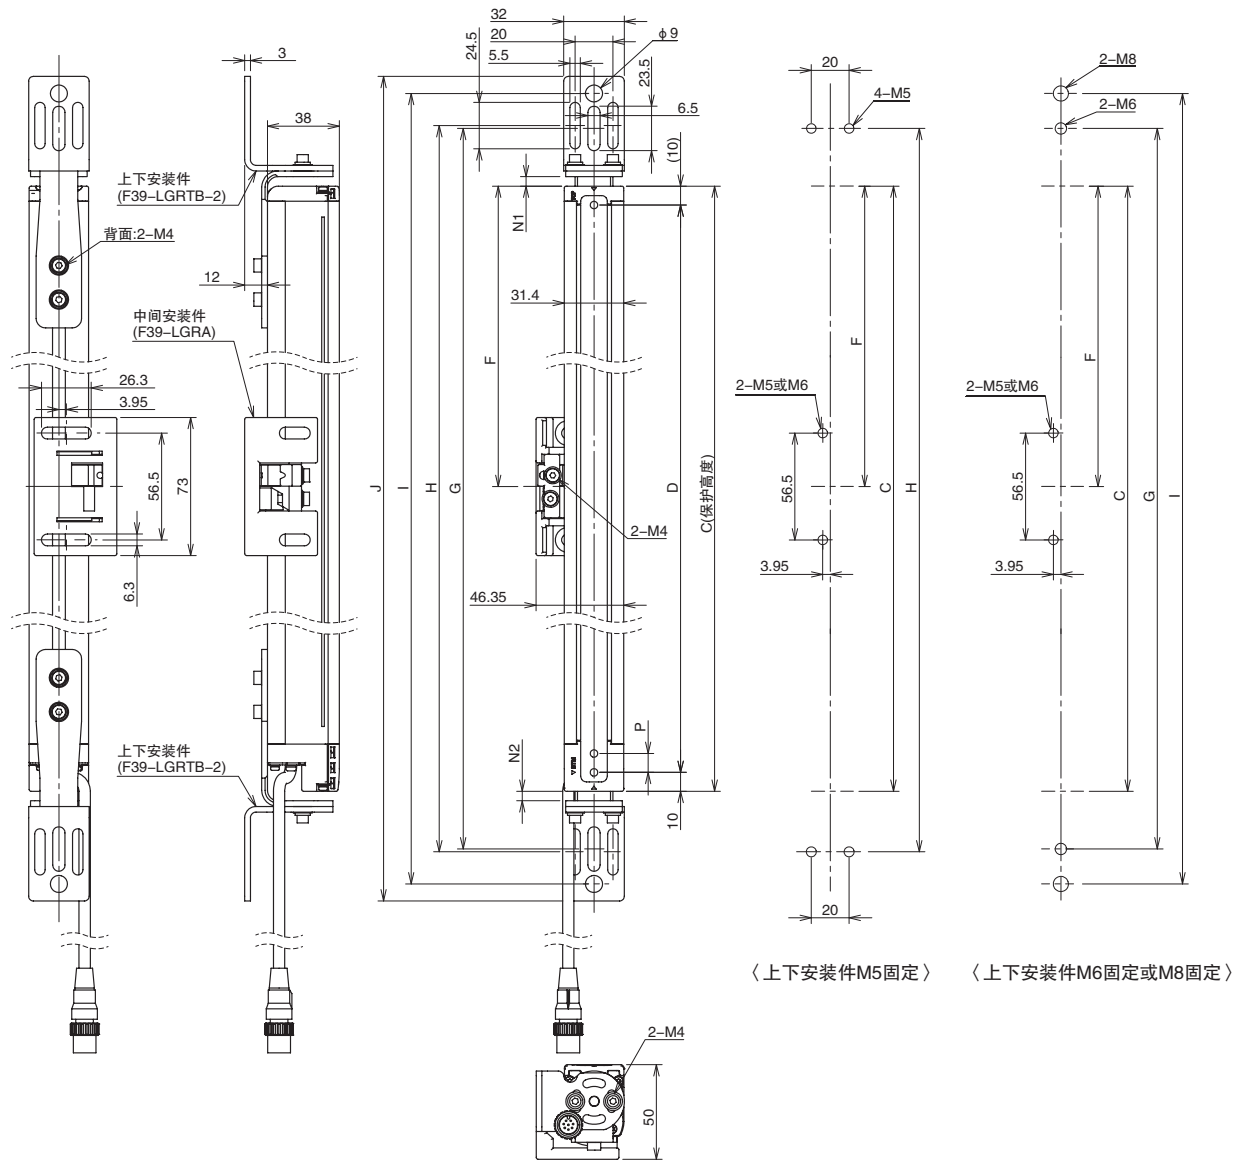 32
20
5.5
24.5
φ9
23.5
6.5
(10)
3
38
上下安装件
(F39-LGRTB-2)
背面:2-M4
12
中间安装件
(F39-LGRA)
26.3
3.95
56.5
73
6.3
上下安装件
(F39-LGRTB-2)
J
I
H
G
F
N1
31.4
2-M4
46.35
D
C(保护高度)
P
N2
10
20
4-M5
F
2-M5或M6
56.5
3.95
C
H
20
〈上下安装件M5固定〉
2-M8
2-M6
F
2-M5或M6
56.5
3.95
C
G
I
〈上下安装件M6固定或M8固定〉
2-M4
50